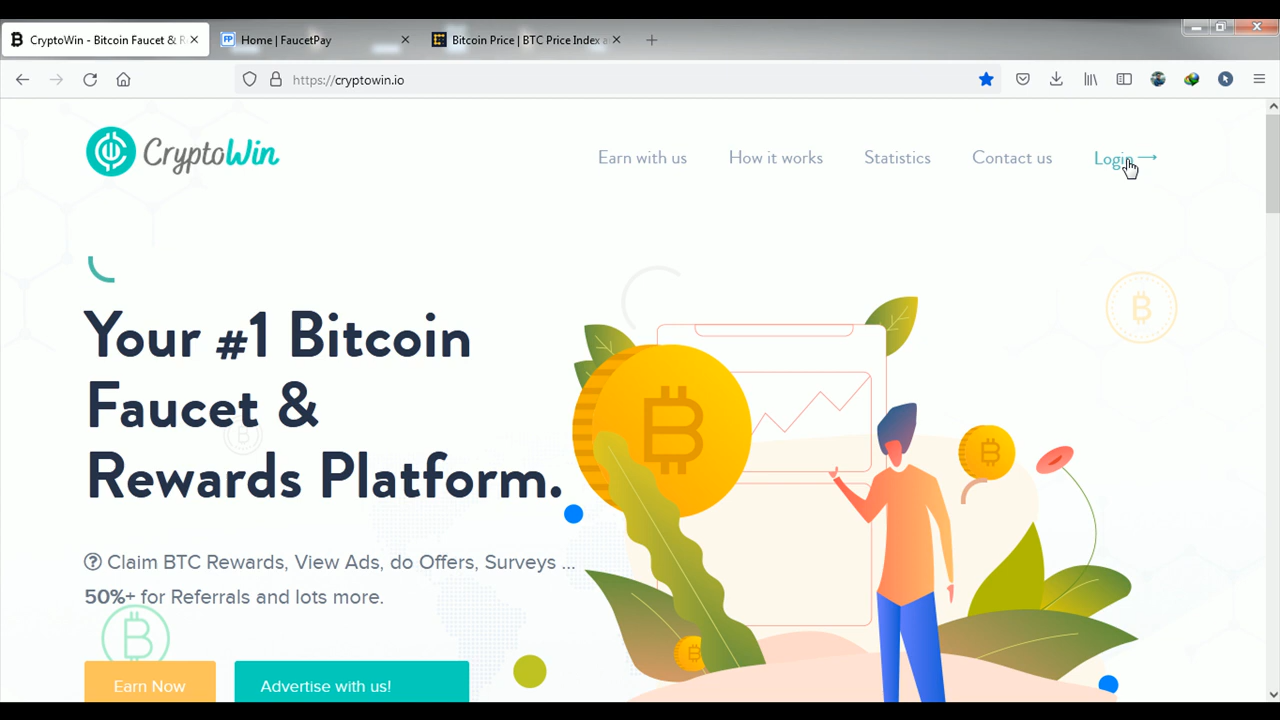 CryptoWin - Bitcoin Faucet & R
Home | FaucetPay
Bitcoin Price | BTC Price Index a
https://cryptowin.io
CryptoWin
Earn with us
How it works
Statistics
Contact us
Login →
Your #1 Bitcoin
Faucet &
Rewards Platform.
Claim BTC Rewards, View Ads, do Offers, Surveys ...
50%+ for Referrals and lots more.
Earn Now
Advertise with us!